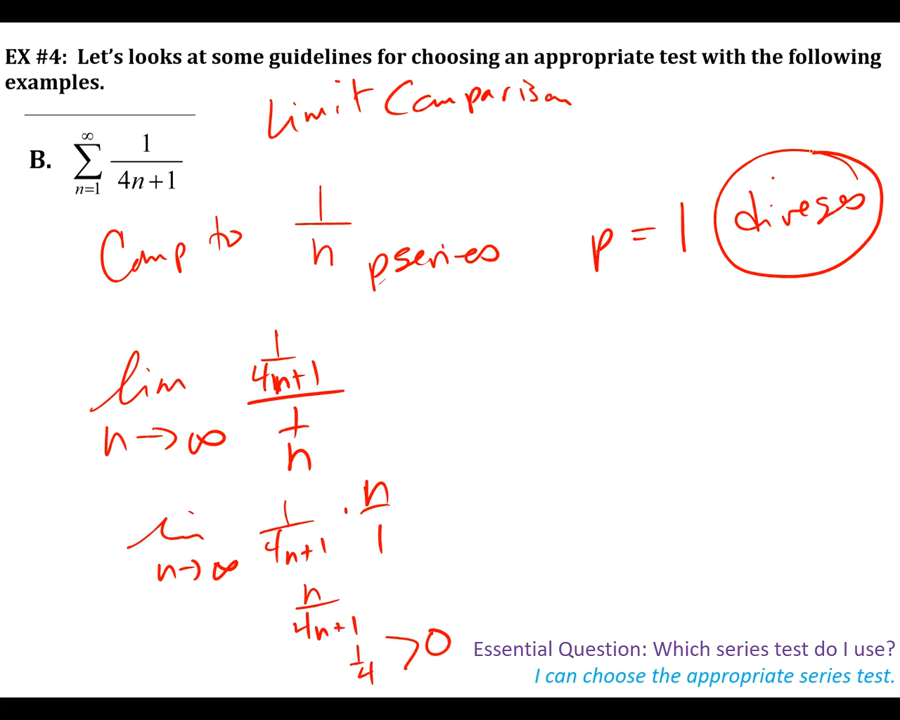 EX #4: Let's looks at some guidelines for choosing an appropriate test with the following
examples.
Limit Comparison
B. ∞ Σ n=1 1/(4n+1)
Comp to 1/n pseries p = 1 diverges
lim n→∞ (1/(4n+1))/(1/n)
lim n→∞ 1/(4n+1) · n/1
n/(4n+1)
1/4 > 0
Essential Question: Which series test do I use?
I can choose the appropriate series test.